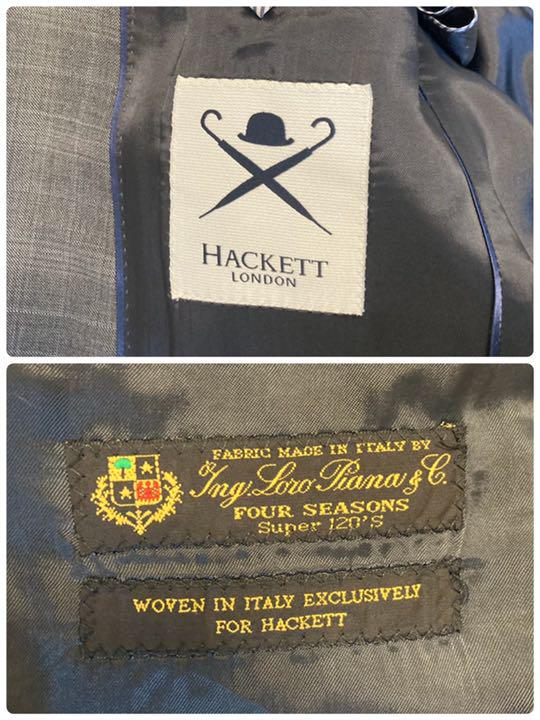 HACKETT
LONDON
FABRIC MADE IN ITALY BY
Ing. Loro Piana & C.
FOUR SEASONS
Super 120'S
WOVEN IN ITALY EXCLUSIVELY
FOR HACKETT